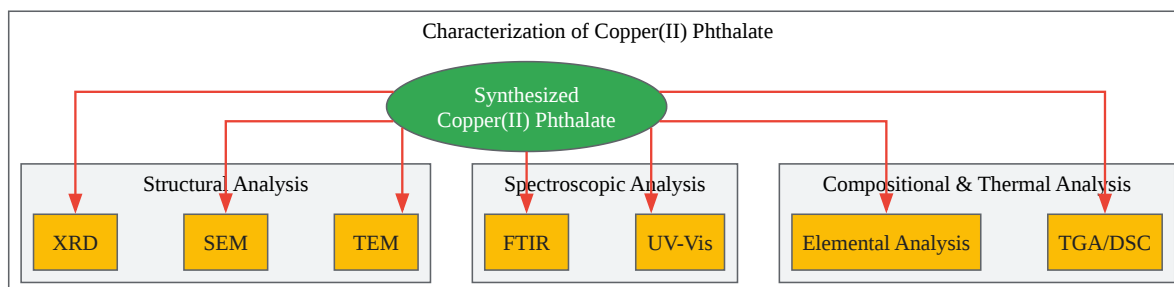 Characterization of Copper(II) Phthalate
Synthesized
Copper(II) Phthalate
Structural Analysis
XRD
SEM
TEM
Spectroscopic Analysis
FTIR
UV-Vis
Compositional & Thermal Analysis
Elemental Analysis
TGA/DSC